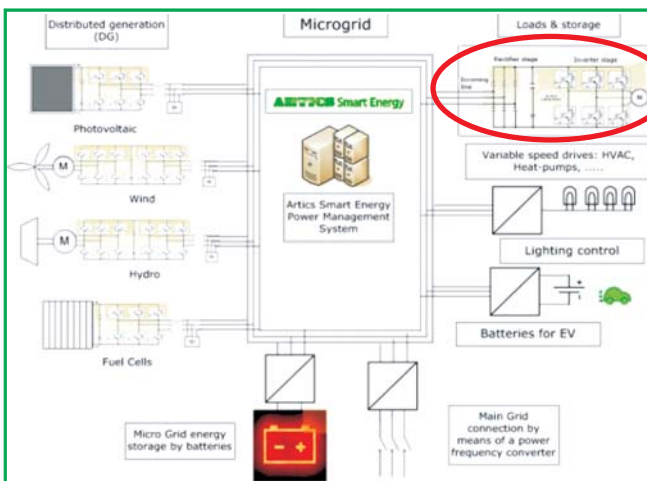 Distributed generation
(DG)
Microgrid
Loads & storage
Rectifier stage
Inverter stage
Incoming
line
M
ARTICS Smart Energy
Photovoltaic
Variable speed drives: HVAC,
Heat-pumps, .....
M
Wind
Artics Smart Energy
Power Management
System
Lighting control
M
Hydro
Batteries for EV
Fuel Cells
Micro Grid energy
storage by batteries
Main Grid
connection by
means of a power
frequency converter